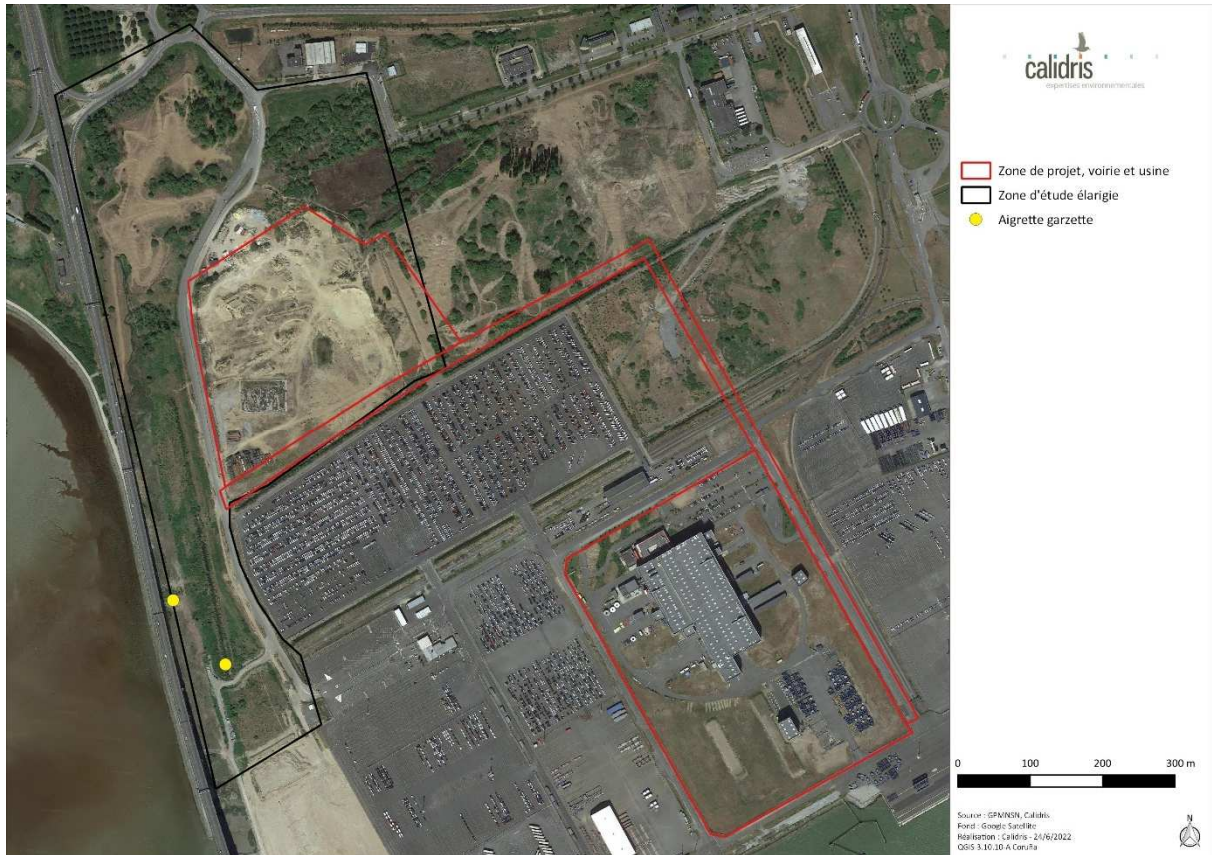 calidris
expertises environnementales
Zone de projet, voirie et usine
Zone d'étude élarigie
Aigrette garzette
0 100 200 300 m
Source : GPMNSN, Calidris
Fond : Google Satellite
Réalisation : Calidris - 24/6/2022
QGIS 3.10.10-A Coruña
N